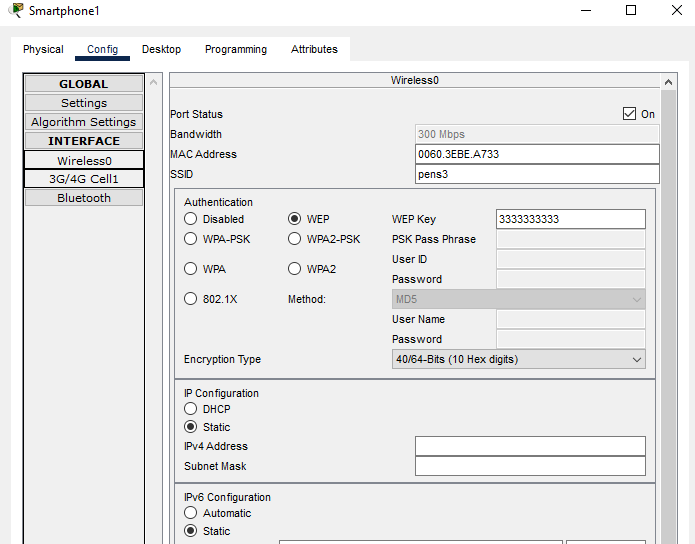 Smartphone1
Physical Config Desktop Programming Attributes
GLOBAL
Settings
Algorithm Settings
INTERFACE
Wireless0
3G/4G Cell1
Bluetooth
Wireless0
Port Status On
Bandwidth 300 Mbps
MAC Address 0060.3EBE.A733
SSID pens3
Authentication
Disabled WEP WEP Key 3333333333
WPA-PSK WPA2-PSK PSK Pass Phrase
User ID
WPA WPA2 Password
802.1X Method: MD5
User Name
Password
Encryption Type 40/64-Bits (10 Hex digits)
IP Configuration
DHCP
Static
IPv4 Address
Subnet Mask
IPv6 Configuration
Automatic
Static